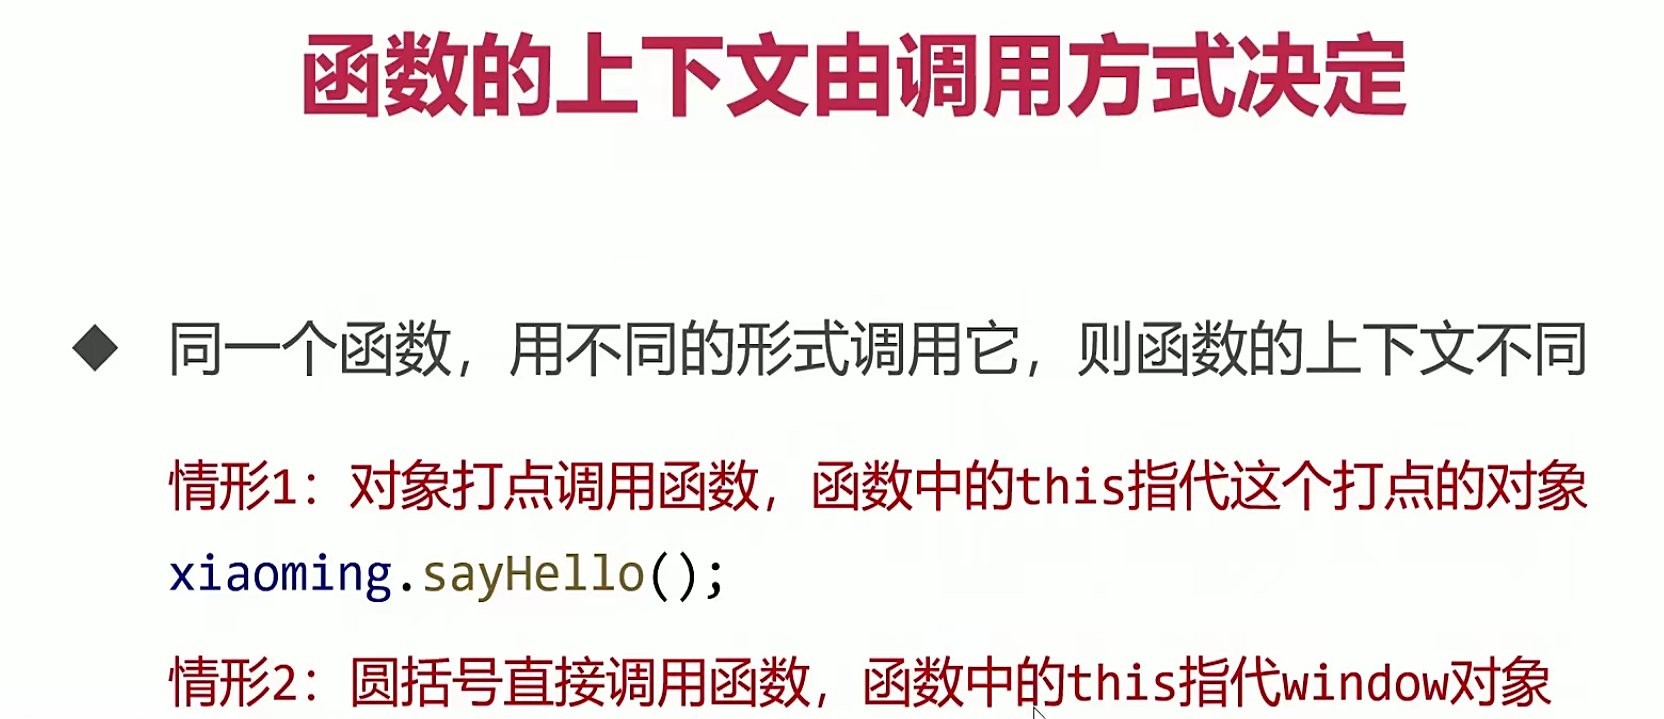 函数的上下文由调用方式决定
同一个函数，用不同的形式调用它，则函数的上下文不同
情形1：对象打点调用函数，函数中的this指代这个打点的对象
xiaoming.sayHello();
情形2：圆括号直接调用函数，函数中的this指代window对象